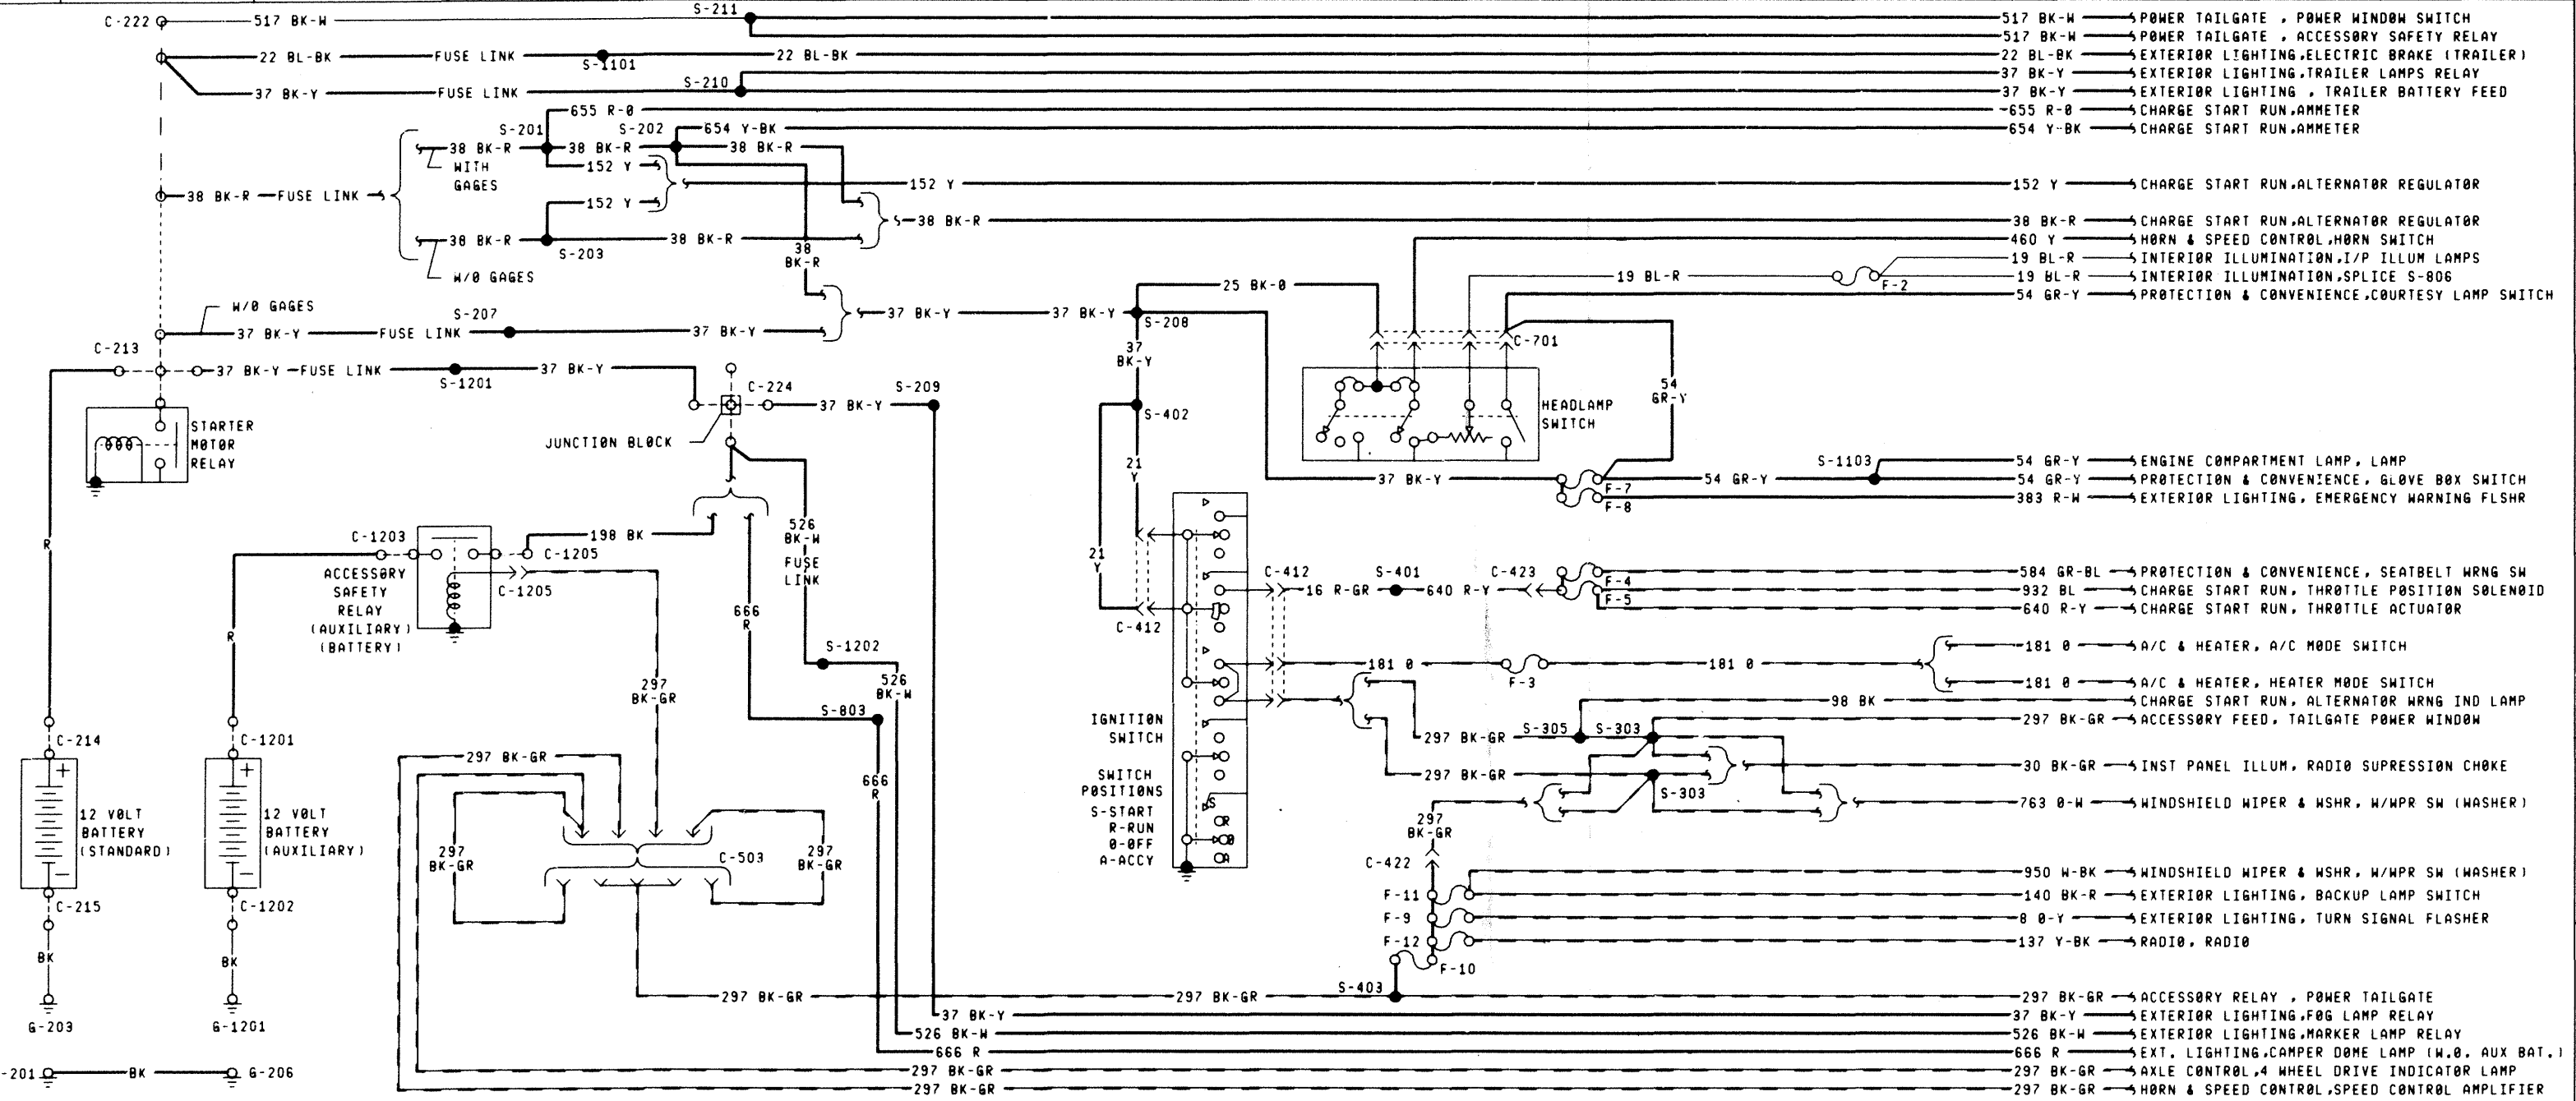 C-222
517 BK-W
S-211
517 BK-W
POWER TAILGATE , POWER WINDOW SWITCH
517 BK-W
POWER TAILGATE , ACCESSORY SAFETY RELAY
22 BL-BK
FUSE LINK
S-1101
22 BL-BK
22 BL-BK
EXTERIOR LIGHTING,ELECTRIC BRAKE (TRAILER)
37 BK-Y
EXTERIOR LIGHTING,TRAILER LAMPS RELAY
37 BK-Y
FUSE LINK
S-210
37 BK-Y
EXTERIOR LIGHTING , TRAILER BATTERY FEED
655 R-0
655 R-0
CHARGE START RUN,AMMETER
S-201
S-202
654 Y-BK
654 Y-BK
CHARGE START RUN,AMMETER
38 BK-R
38 BK-R
38 BK-R
WITH
GAGES
152 Y
152 Y
152 Y
CHARGE START RUN,ALTERNATOR REGULATOR
38 BK-R
FUSE LINK
152 Y
38 BK-R
38 BK-R
CHARGE START RUN,ALTERNATOR REGULATOR
38 BK-R
38 BK-R
S-203
W/O GAGES
38
BK-R
460 Y
HORN & SPEED CONTROL,HORN SWITCH
19 BL-R
INTERIOR ILLUMINATION,I/P ILLUM LAMPS
19 BL-R
F-2
19 BL-R
INTERIOR ILLUMINATION,SPLICE S-806
25 BK-0
54 GR-Y
PROTECTION & CONVENIENCE,COURTESY LAMP SWITCH
W/O GAGES
37 BK-Y
FUSE LINK
S-207
37 BK-Y
37 BK-Y
37 BK-Y
S-208
37
BK-Y
C-701
C-213
37 BK-Y
FUSE LINK
S-1201
37 BK-Y
C-224
S-209
37 BK-Y
S-402
JUNCTION BLOCK
STARTER
MOTOR
RELAY
HEADLAMP
SWITCH
54
GR-Y
21
Y
37 BK-Y
F-7
F-8
54 GR-Y
S-1103
54 GR-Y
ENGINE COMPARTMENT LAMP, LAMP
54 GR-Y
PROTECTION & CONVENIENCE, GLOVE BOX SWITCH
383 R-W
EXTERIOR LIGHTING, EMERGENCY WARNING FLSHR
R
C-1203
198 BK
C-1205
C-1205
ACCESSORY
SAFETY
RELAY
(AUXILIARY)
(BATTERY)
526
BK-W
FUSE
LINK
21
Y
C-412
C-412
16 R-GR
S-401
640 R-Y
C-423
F-4
F-5
584 GR-BL
PROTECTION & CONVENIENCE, SEATBELT WRNG SW
932 BL
CHARGE START RUN, THROTTLE POSITION SOLENOID
640 R-Y
CHARGE START RUN, THROTTLE ACTUATOR
R
666
R
S-1202
526
BK-W
297
BK-GR
S-803
666
R
181 0
F-3
181 0
181 0
A/C & HEATER, A/C MODE SWITCH
181 0
A/C & HEATER, HEATER MODE SWITCH
98 BK
CHARGE START RUN, ALTERNATOR WRNG IND LAMP
297 BK-GR
ACCESSORY FEED, TAILGATE POWER WINDOW
297 BK-GR
S-305
S-303
297 BK-GR
S-303
30 BK-GR
INST PANEL ILLUM, RADIO SUPRESSION CHOKE
763 0-W
WINDSHIELD WIPER & WSHR, W/WPR SW (WASHER)
IGNITION
SWITCH
SWITCH
POSITIONS
S-START
R-RUN
0-OFF
A-ACCY
S
R
0
A
C-214
C-1201
+
+
12 VOLT
BATTERY
(STANDARD)
12 VOLT
BATTERY
(AUXILIARY)
-
-
C-215
C-1202
BK
BK
G-203
G-1201
297 BK-GR
297
BK-GR
297
BK-GR
C-503
297
BK-GR
C-422
F-11
F-9
F-12
F-10
950 W-BK
WINDSHIELD WIPER & WSHR, W/WPR SW (WASHER)
140 BK-R
EXTERIOR LIGHTING, BACKUP LAMP SWITCH
8 0-Y
EXTERIOR LIGHTING, TURN SIGNAL FLASHER
137 Y-BK
RADIO, RADIO
297 BK-GR
297 BK-GR
S-403
297 BK-GR
ACCESSORY RELAY , POWER TAILGATE
37 BK-Y
37 BK-Y
EXTERIOR LIGHTING,FOG LAMP RELAY
526 BK-W
526 BK-W
EXTERIOR LIGHTING,MARKER LAMP RELAY
666 R
666 R
EXT. LIGHTING,CAMPER DOME LAMP (W.O. AUX BAT.)
-201
BK
G-206
297 BK-GR
297 BK-GR
AXLE CONTROL,4 WHEEL DRIVE INDICATOR LAMP
297 BK-GR
297 BK-GR
HORN & SPEED CONTROL,SPEED CONTROL AMPLIFIER